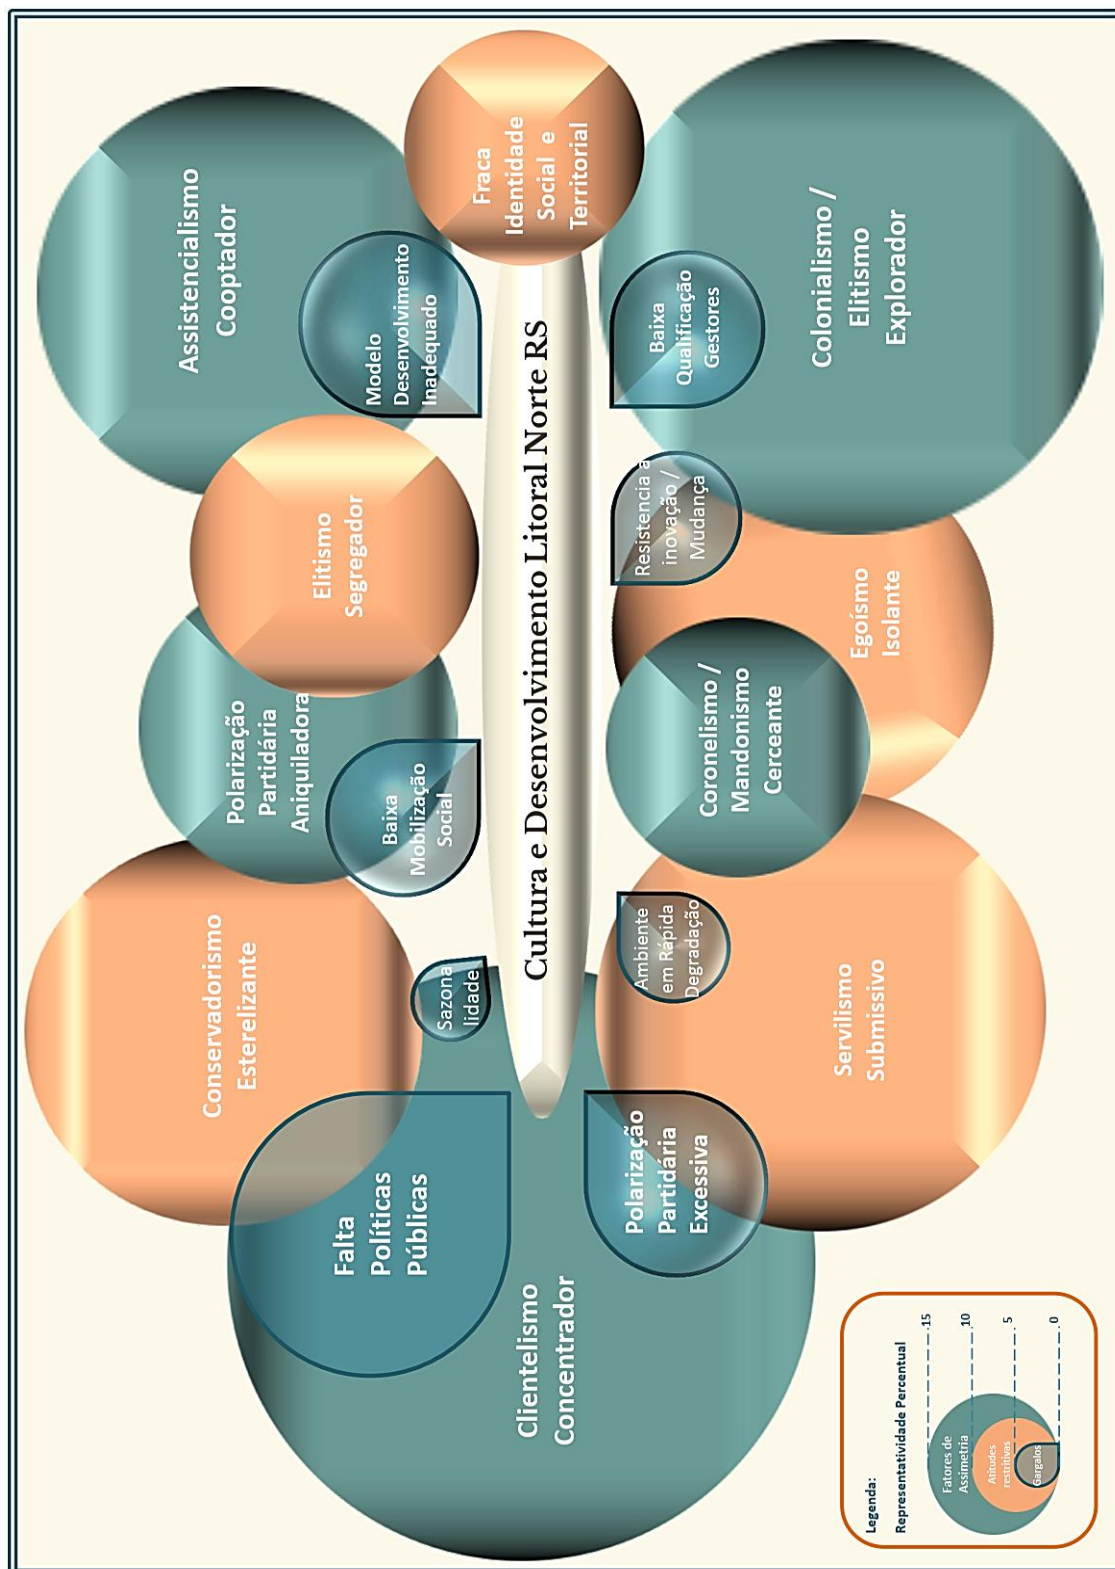 Conservadorismo
Esterelizante
Polarização
Partidária
Aniquiladora
Elitismo
Segregador
Assistencialismo
Cooptador
Falta
Políticas
Públicas
Sazona
lidade
Baixa
Mobilização
Social
Modelo
Desenvolvimento
Inadequado
Clientelismo
Concentrador
Cultura e Desenvolvimento Litoral Norte RS
Fraca
Identidade
Social e
Territorial
Polarização
Partidária
Excessiva
Ambiente
em Rápida
Degradação
Resistencia a
inovação /
Mudança
Baixa
Qualificação
Gestores
Servilismo
Submissivo
Coronelismo /
Mandonismo
Cerceante
Egoísmo
Isolante
Colonialismo /
Elitismo
Explorador
Legenda:
Representatividade Percentual
Fatores de
Assimetria
Atitudes
restritivas
Gargalos
15
10
5
0